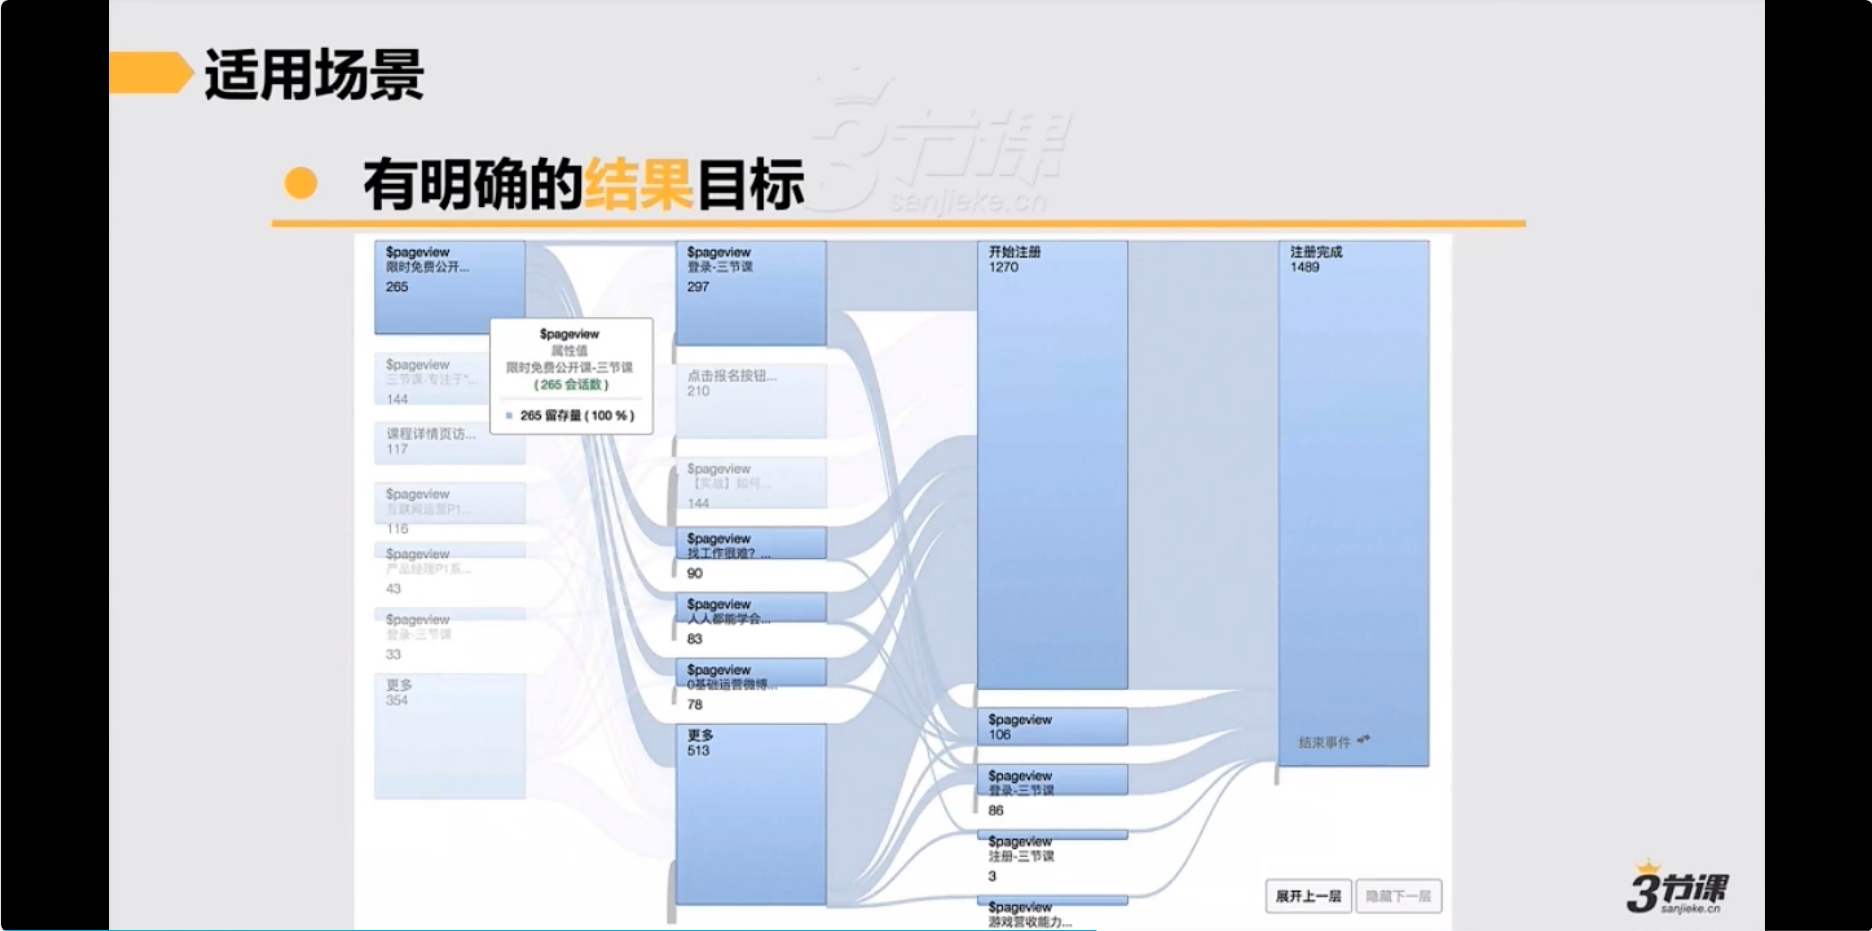 适用场景
有明确的结果目标
3节课
sanjieke.cn
$pageview
限时免费公开...
265
$pageview
三节课-专注于"...
144
课程详情页访...
117
$pageview
互联网运营P1...
116
$pageview
产品经理P1系...
43
$pageview
登录-三节课
33
更多
354
$pageview
属性值
限时免费公开课-三节课
( 265 会话数 )
265 留存量 ( 100 % )
$pageview
登录-三节课
297
点击报名按钮...
210
$pageview
【实战】如何...
144
$pageview
找工作很难? ...
90
$pageview
人人都能学会...
83
$pageview
0基础运营微博...
78
更多
513
开始注册
1270
$pageview
106
$pageview
登录-三节课
86
$pageview
注册-三节课
3
$pageview
游戏营收能力...
注册完成
1489
结束事件
展开上一层
隐藏下一层
3节课
sanjieke.cn